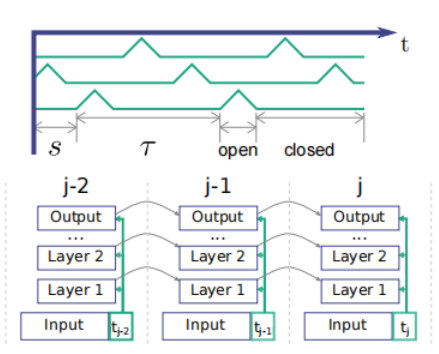 t
s τ open closed
j-2 j-1 j
Output Output Output
... ... ...
Layer 2 Layer 2 Layer 2
Layer 1 Layer 1 Layer 1
Input tj-2 Input tj-1 Input tj